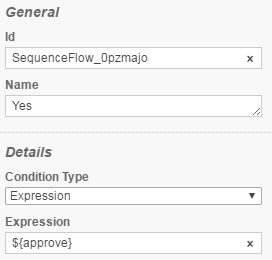 General
Id
SequenceFlow_0pzmajo
Name
Yes
Details
Condition Type
Expression
Expression
${approve}